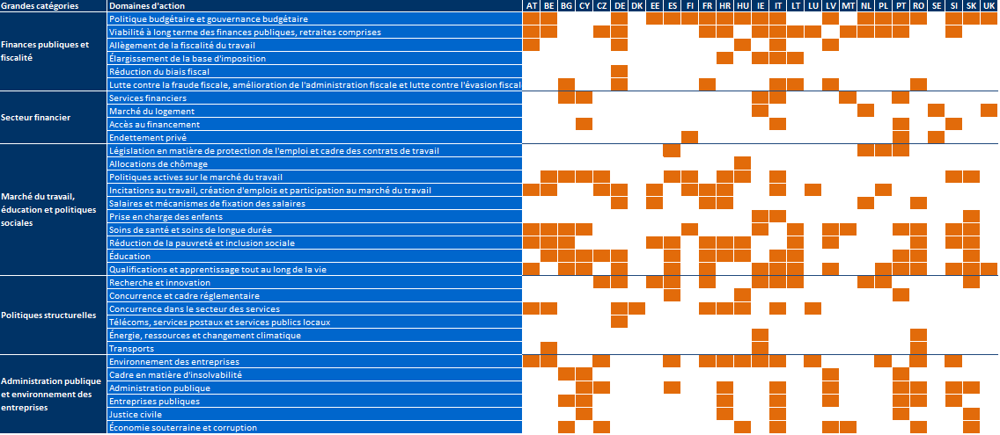 Grandes catégories Domaines d'action AT BE BG CY CZ DE DK EE ES FI FR HR HU IE IT LT LU LV MT NL PL PT RO SE SI SK UK
Finances publiques et
fiscalité
Politique budgétaire et gouvernance budgétaire
Viabilité à long terme des finances publiques, retraites comprises
Allègement de la fiscalité du travail
Élargissement de la base d'imposition
Réduction du biais fiscal
Lutte contre la fraude fiscale, amélioration de l'administration fiscale et lutte contre l'évasion fiscal
Secteur financier
Services financiers
Marché du logement
Accès au financement
Endettement privé
Marché du travail,
éducation et politiques
sociales
Législation en matière de protection de l'emploi et cadre des contrats de travail
Allocations de chômage
Politiques actives sur le marché du travail
Incitations au travail, création d'emplois et participation au marché du travail
Salaires et mécanismes de fixation des salaires
Prise en charge des enfants
Soins de santé et soins de longue durée
Réduction de la pauvreté et inclusion sociale
Éducation
Qualifications et apprentissage tout au long de la vie
Politiques structurelles
Recherche et innovation
Concurrence et cadre réglementaire
Concurrence dans le secteur des services
Télécoms, services postaux et services publics locaux
Énergie, ressources et changement climatique
Transports
Administration publique
et environnement des
entreprises
Environnement des entreprises
Cadre en matière d'insolvabilité
Administration publique
Entreprises publiques
Justice civile
Économie souterraine et corruption